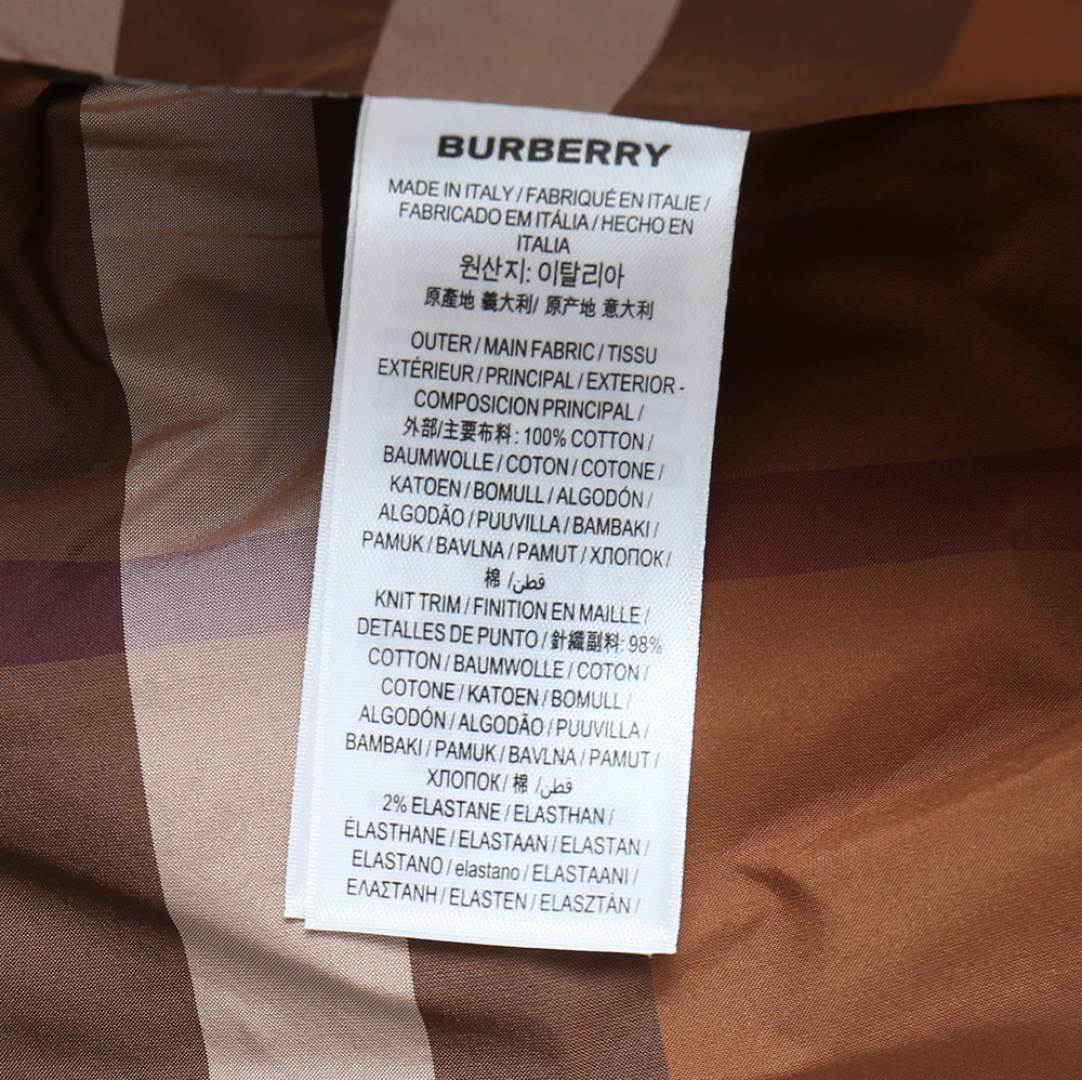 BURBERRY
MADE IN ITALY / FABRIQUÉ EN ITALIE /
FABRICADO EM ITÁLIA / HECHO EN
ITALIA
원산지: 이탈리아
原產地 義大利/ 原产地 意大利
OUTER / MAIN FABRIC / TISSU
EXTÉRIEUR / PRINCIPAL / EXTERIOR -
COMPOSICION PRINCIPAL /
外部/主要布料: 100% COTTON /
BAUMWOLLE / COTON / COTONE /
KATOEN / BOMULL / ALGODÓN /
ALGODÃO / PUUVILLA / BAMBAKI /
PAMUK / BAVLNA / PAMUT / ХЛОПОК /
棉 / قطن/
KNIT TRIM / FINITION EN MAILLE /
DETALLES DE PUNTO / 針織副料: 98%
COTTON / BAUMWOLLE / COTON /
COTONE / KATOEN / BOMULL /
ALGODÓN / ALGODÃO / PUUVILLA /
BAMBAKI / PAMUK / BAVLNA / PAMUT /
ХЛОПОК / 棉 / قطن/
2% ELASTANE / ELASTHAN /
ÉLASTHANE / ELASTAAN / ELASTAN /
ELASTANO / elastano / ELASTAANI /
ΕΛΑΣΤΑΝΗ / ELASTEN / ELASZTÁN /